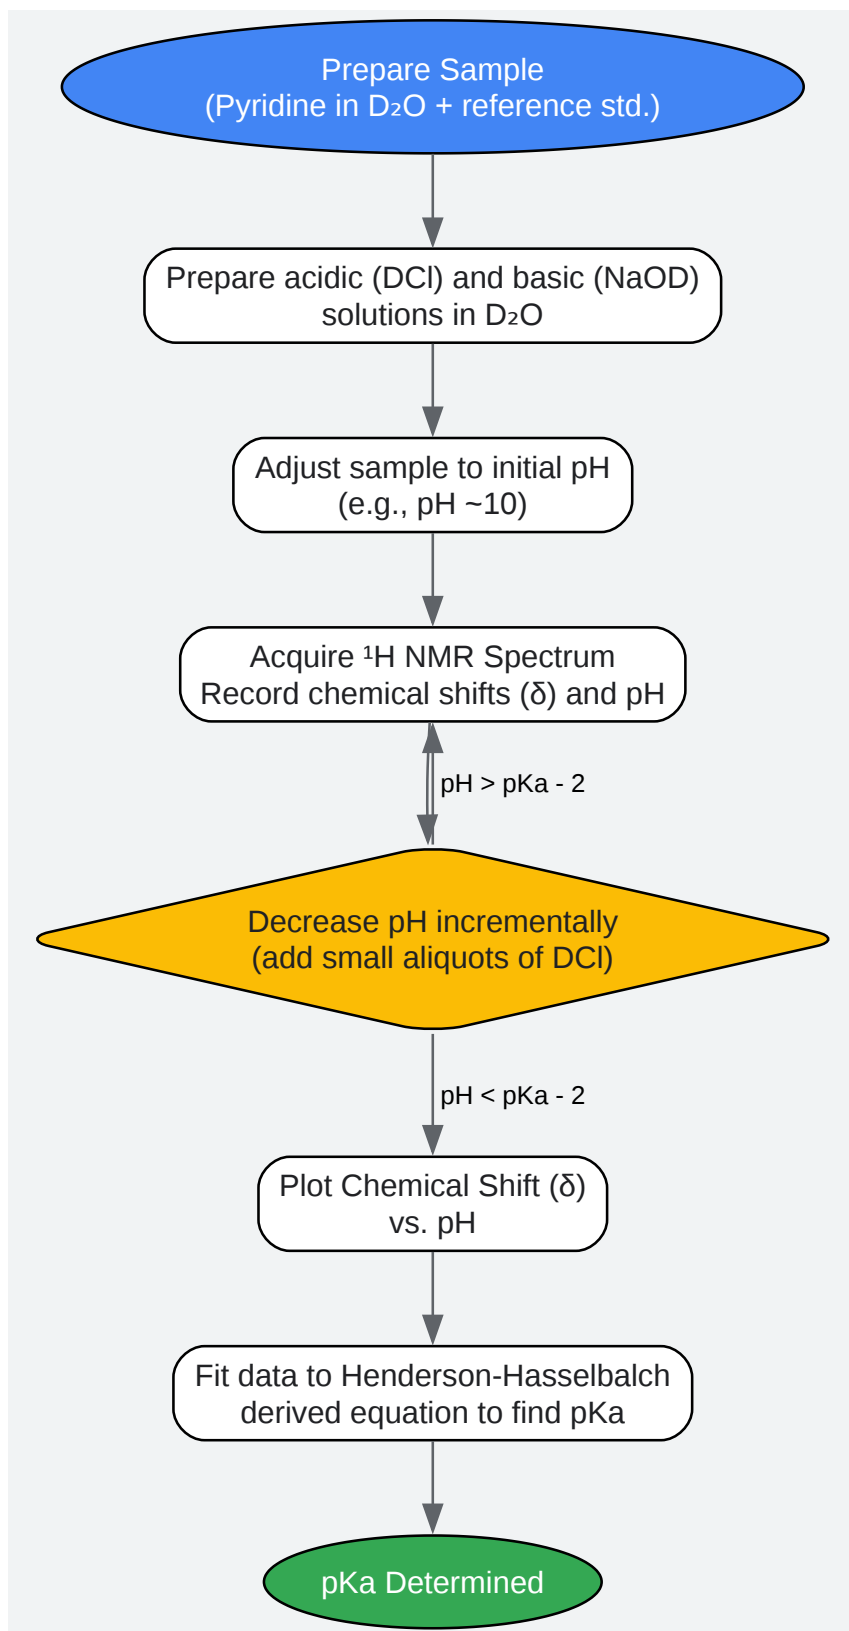 Prepare Sample
(Pyridine in D₂O + reference std.)
Prepare acidic (DCl) and basic (NaOD)
solutions in D₂O
Adjust sample to initial pH
(e.g., pH ~10)
Acquire ¹H NMR Spectrum
Record chemical shifts (δ) and pH
pH > pKa - 2
Decrease pH incrementally
(add small aliquots of DCl)
pH < pKa - 2
Plot Chemical Shift (δ)
vs. pH
Fit data to Henderson-Hasselbalch
derived equation to find pKa
pKa Determined